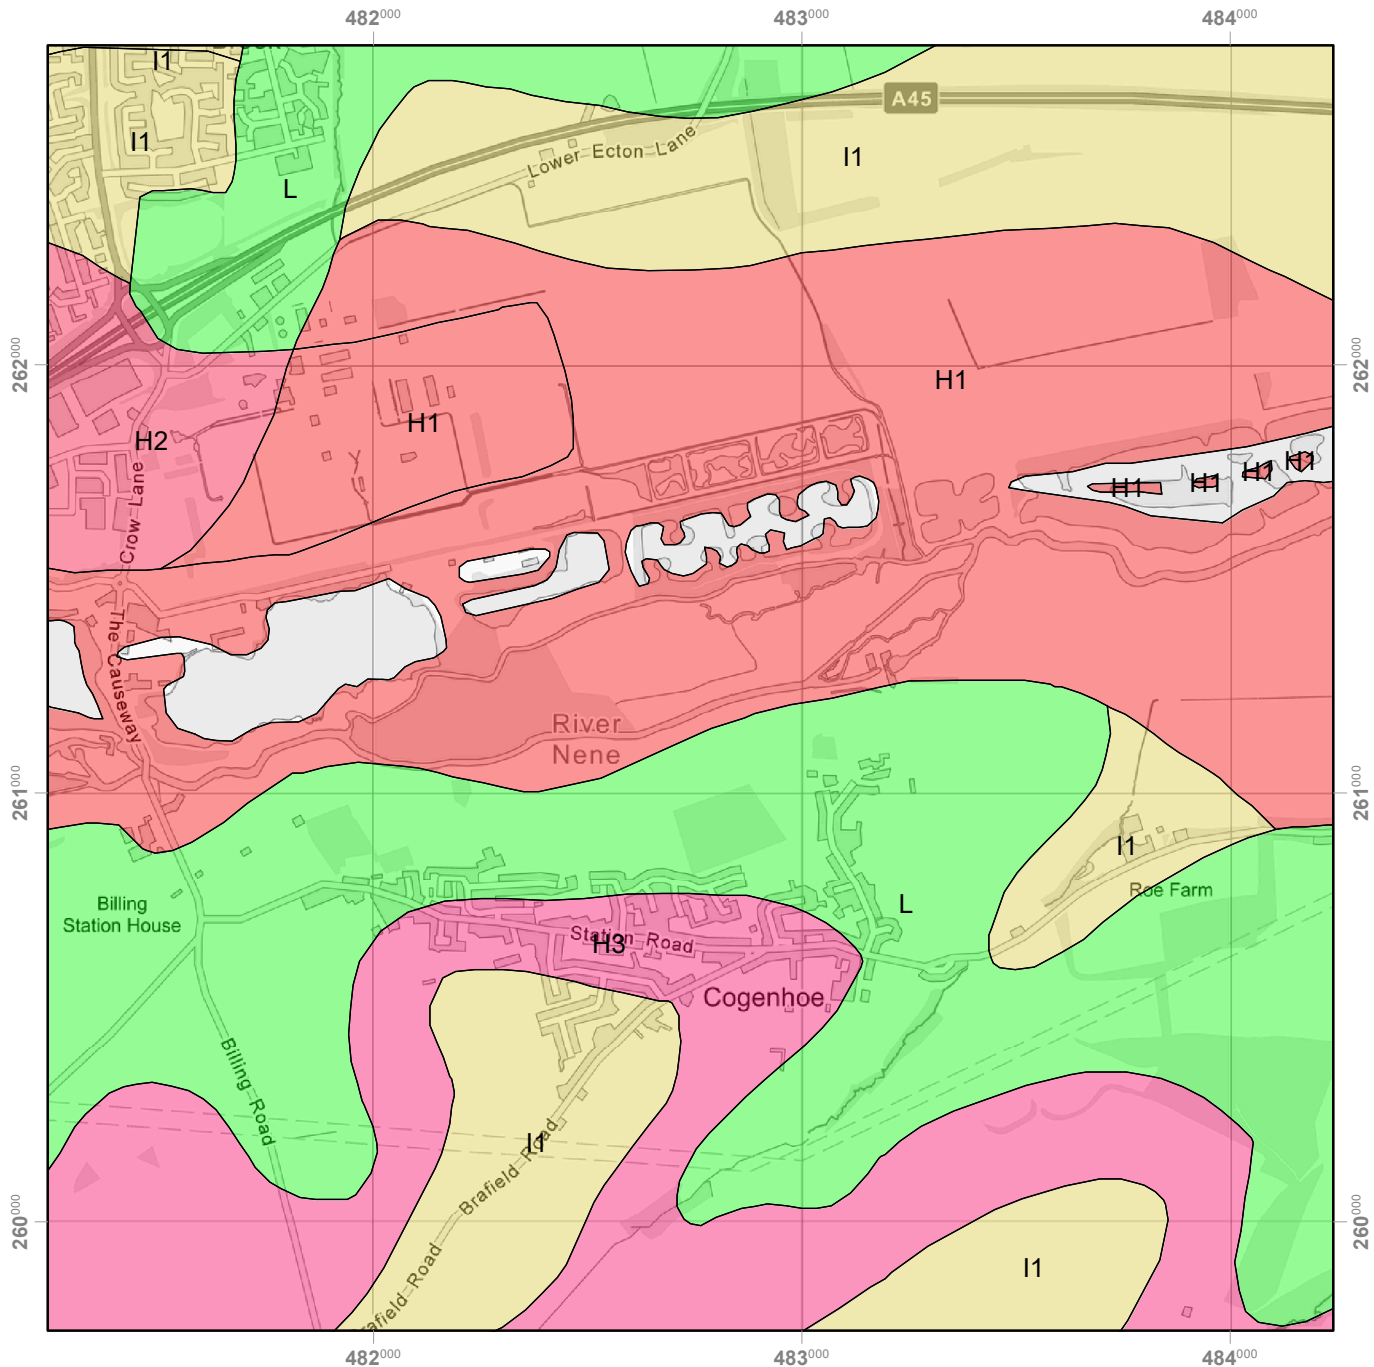 482000
483000
484000
I1
A45
I1
Lower Ecton Lane
I1
L
262000
262000
H1
H1
H2
H1
H1
H1
H1
Crow Lane
The Causeway
River
Nene
261000
261000
I1
Roe Farm
Billing
Station House
L
Station Road
H3
Cogenhoe
Billing Road
I1
Brafield Road
260000
260000
I1
rafield Road
482000
483000
484000